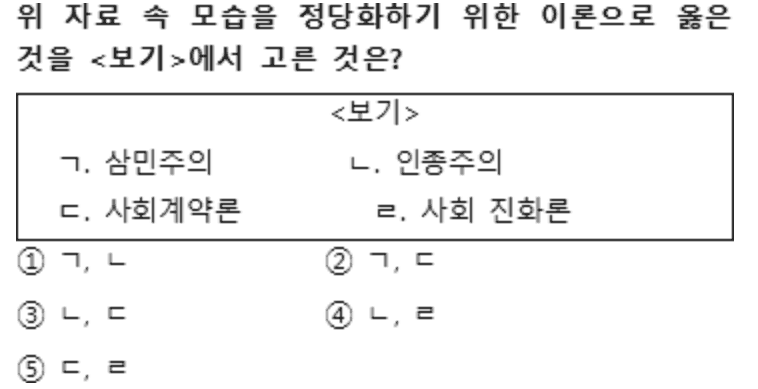 위 자료 속 모습을 정당화하기 위한 이론으로 옳은
것을 <보기>에서 고른 것은?
<보기>
ㄱ. 삼민주의 ㄴ. 인종주의
ㄷ. 사회계약론 ㄹ. 사회 진화론
① ㄱ, ㄴ ② ㄱ, ㄷ
③ ㄴ, ㄷ ④ ㄴ, ㄹ
⑤ ㄷ, ㄹ